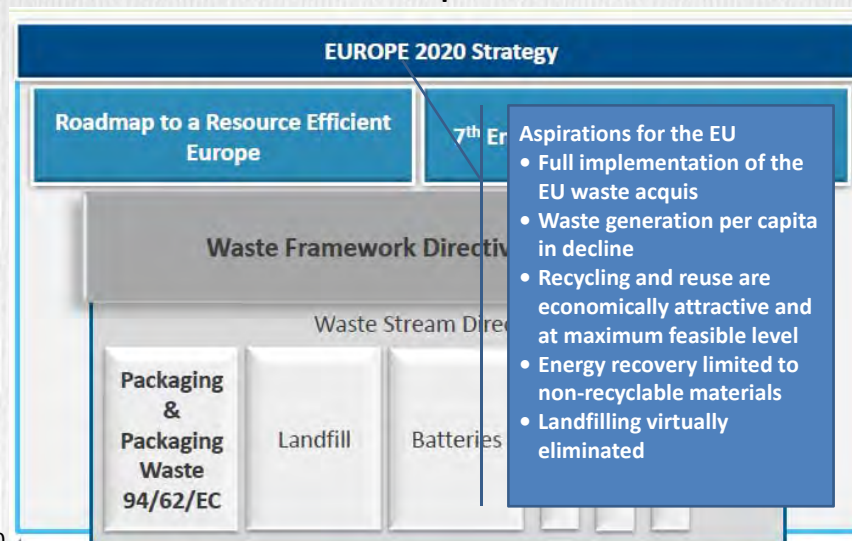 EUROPE 2020 Strategy
Roadmap to a Resource Efficient
Europe
7th
Waste Framework
Waste Stream
Packaging
&
Packaging
Waste
94/62/EC
Landfill
Batteries
Aspirations for the EU
• Full implementation of the
EU waste acquis
• Waste generation per capita
in decline
• Recycling and reuse are
economically attractive and
at maximum feasible level
• Energy recovery limited to
non-recyclable materials
• Landfilling virtually
eliminated